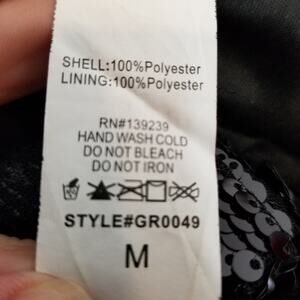 SHELL:100%Polyester
LINING:100%Polyester
RN#139239
HAND WASH COLD
DO NOT BLEACH
DO NOT IRON
STYLE#GR0049
M